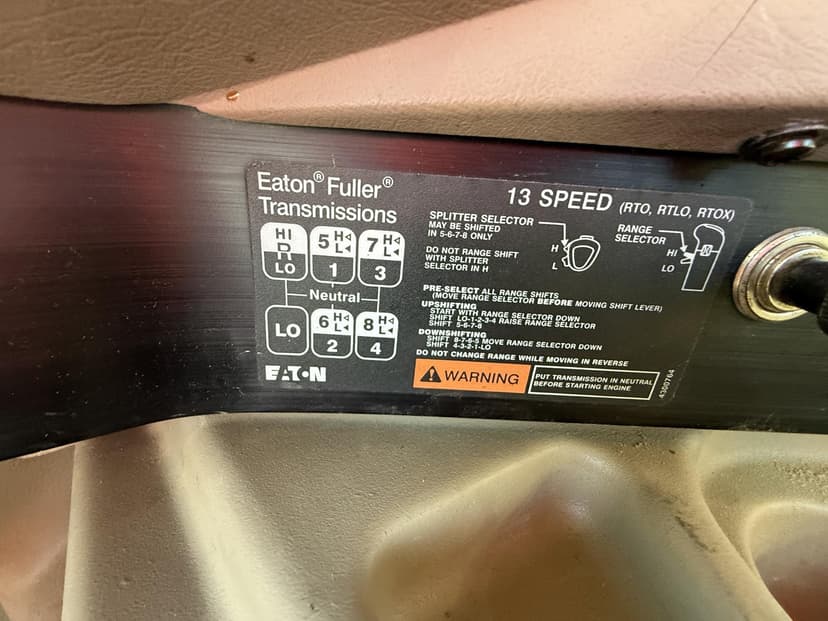 Eaton® Fuller®
Transmissions
HI
R
LO
5 H
L
1
7 H
L
3
Neutral
LO
6 H
L
2
8 H
L
4
EATON
13 SPEED (RTO, RTLO, RTOX)
SPLITTER SELECTOR
MAY BE SHIFTED
IN 5-6-7-8 ONLY
DO NOT RANGE SHIFT
WITH SPLITTER
SELECTOR IN H
H
L
RANGE
SELECTOR
HI
LO
PRE-SELECT ALL RANGE SHIFTS
(MOVE RANGE SELECTOR BEFORE MOVING SHIFT LEVER)
UPSHIFTING
START WITH RANGE SELECTOR DOWN
SHIFT LO-1-2-3-4 RAISE RANGE SELECTOR
SHIFT 5-6-7-8
DOWNSHIFTING
SHIFT 8-7-6-5 MOVE RANGE SELECTOR DOWN
SHIFT 4-3-2-1-LO
DO NOT CHANGE RANGE WHILE MOVING IN REVERSE
WARNING
PUT TRANSMISSION IN NEUTRAL
BEFORE STARTING ENGINE
4300764